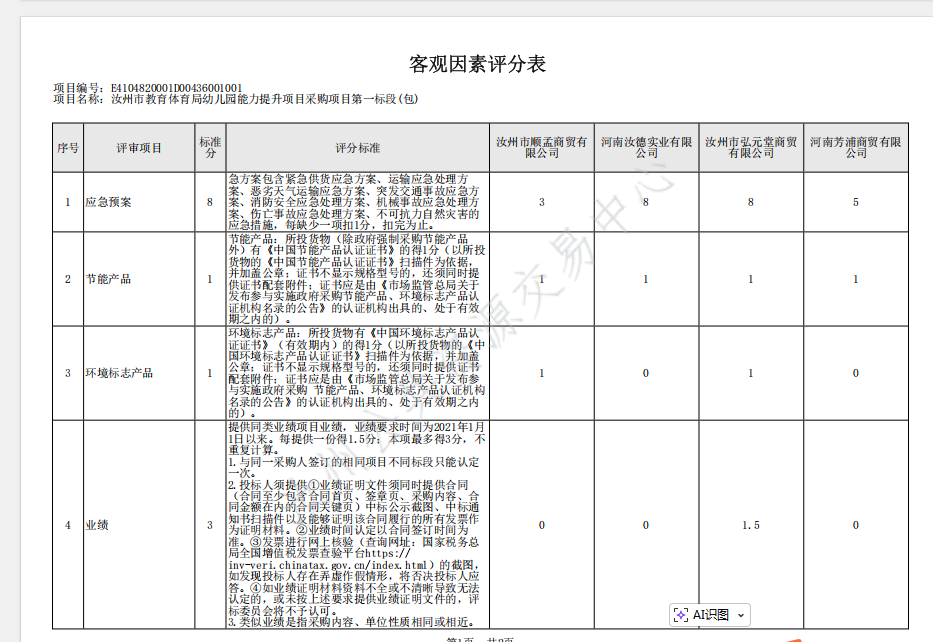 客观因素评分表
项目编号：E4104820001D00436001001
项目名称：汝州市教育体育局幼儿园能力提升项目采购项目第一标段(包)
序号 评审项目 标准分 评分标准 汝州市顺孟商贸有限公司 河南汝德实业有限公司 汝州市弘元堂商贸有限公司 河南芳浦商贸有限公司
1 应急预案 8
急方案包含紧急供货应急方案、运输应急处理方
案、恶劣天气运输应急方案、突发交通事故应急方
案、消防安全应急处理方案、机械事故应急处理方
案、伤亡事故应急处理方案、不可抗力自然灾害的
应急措施，每缺少一项扣1分，扣完为止。
3 8 8 5
2 节能产品 1
节能产品：所投货物（除政府强制采购节能产品
外）有《中国节能产品认证证书》的得1分（以所投
货物的《中国节能产品认证证书》扫描件为依据，
并加盖公章；证书不显示规格型号的，还须同时提
供证书配套附件；证书应是由《市场监管总局关于
发布参与实施政府采购节能产品、环境标志产品认
证机构名录的公告》的认证机构出具的、处于有效
期之内的）。
1 1 1 1
3 环境标志产品 1
环境标志产品：所投货物有《中国环境标志产品认
证证书》（有效期内）的得1分（以所投货物的《中
国环境标志产品认证证书》扫描件为依据，并加盖
公章；证书不显示规格型号的，还须同时提供证书
配套附件；证书应是由《市场监管总局关于发布参
与实施政府采购 节能产品、环境标志产品认证机构
名录的公告》的认证机构出具的、处于有效期之内
的）。
1 0 1 0
4 业绩 3
提供同类业绩项目业绩，业绩要求时间为2021年1月
1日以来。每提供一份得1.5分；本项最多得3分，不
重复计算。
1.与同一采购人签订的相同项目不同标段只能认定
一次。
2.投标人须提供①业绩证明文件须同时提供合同
（合同至少包含合同首页、签章页、采购内容、合
同金额在内的合同关键页）中标公示截图、中标通
知书扫描件以及能够证明该合同履行的所有发票作
为证明材料。②业绩时间认定以合同签订时间为
准。③发票进行网上核验（查询网址：国家税务总
局全国增值税发票查验平台https://
inv-veri.chinatax.gov.cn/index.html）的截图，
如发现投标人存在弄虚作假情形，将否决投标人应
答。④如业绩证明材料资料不全或不清晰导致无法
认定的，或未按上述要求提供业绩证明文件的，评
标委员会将不予认可。
3.类似业绩是指采购内容、单位性质相同或相近。
0 0 1.5 0
AI识图